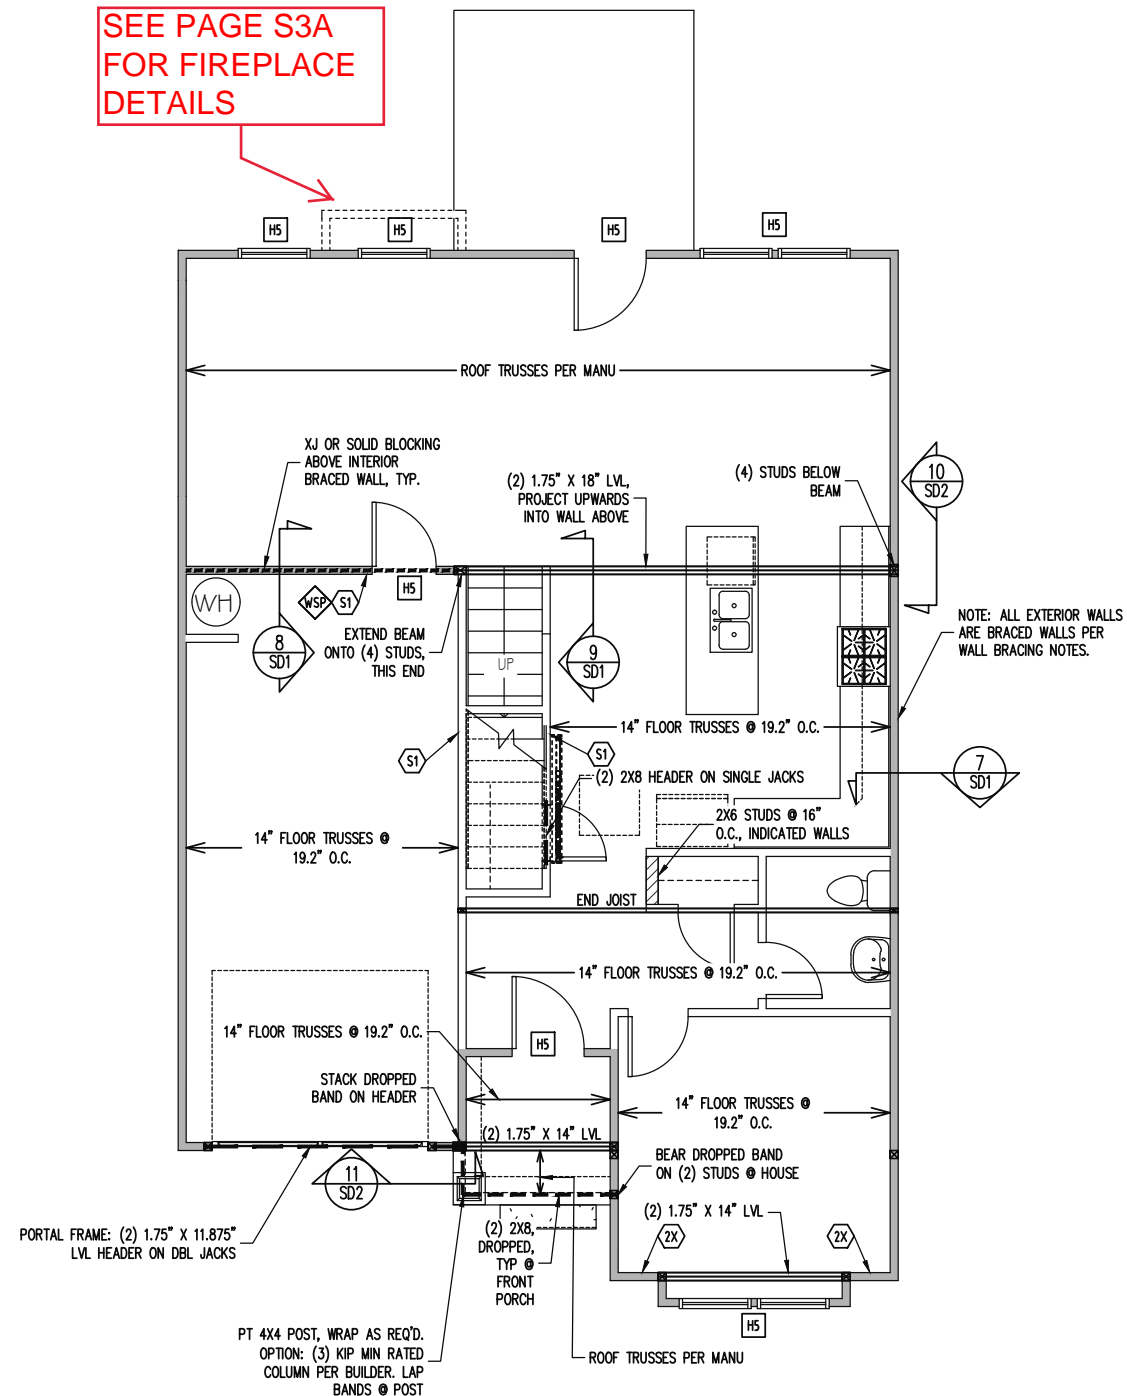 SEE PAGE S3A
FOR FIREPLACE
DETAILS
H5
H5
H5
H5
ROOF TRUSSES PER MANU
XJ OR SOLID BLOCKING
ABOVE INTERIOR
BRACED WALL, TYP.
(2) 1.75" X 18" LVL,
PROJECT UPWARDS
INTO WALL ABOVE
(4) STUDS BELOW
BEAM
10
SD2
WH
WSP
S1
H5
8
SD1
EXTEND BEAM
ONTO (4) STUDS,
THIS END
UP
9
SD1
NOTE: ALL EXTERIOR WALLS
ARE BRACED WALLS PER
WALL BRACING NOTES.
14" FLOOR TRUSSES @ 19.2" O.C.
S1
S1
(2) 2X8 HEADER ON SINGLE JACKS
7
SD1
2X6 STUDS @ 16"
O.C., INDICATED WALLS
14" FLOOR TRUSSES @
19.2" O.C.
END JOIST
14" FLOOR TRUSSES @ 19.2" O.C.
14" FLOOR TRUSSES @ 19.2" O.C.
H5
STACK DROPPED
BAND ON HEADER
14" FLOOR TRUSSES @
19.2" O.C.
(2) 1.75" X 14" LVL
BEAR DROPPED BAND
ON (2) STUDS @ HOUSE
11
SD2
PORTAL FRAME: (2) 1.75" X 11.875"
LVL HEADER ON DBL JACKS
(2) 2X8,
DROPPED,
TYP @
FRONT
PORCH
(2) 1.75" X 14" LVL
2X
2X
H5
PT 4X4 POST, WRAP AS REQ'D.
OPTION: (3) KIP MIN RATED
COLUMN PER BUILDER. LAP
BANDS @ POST
ROOF TRUSSES PER MANU